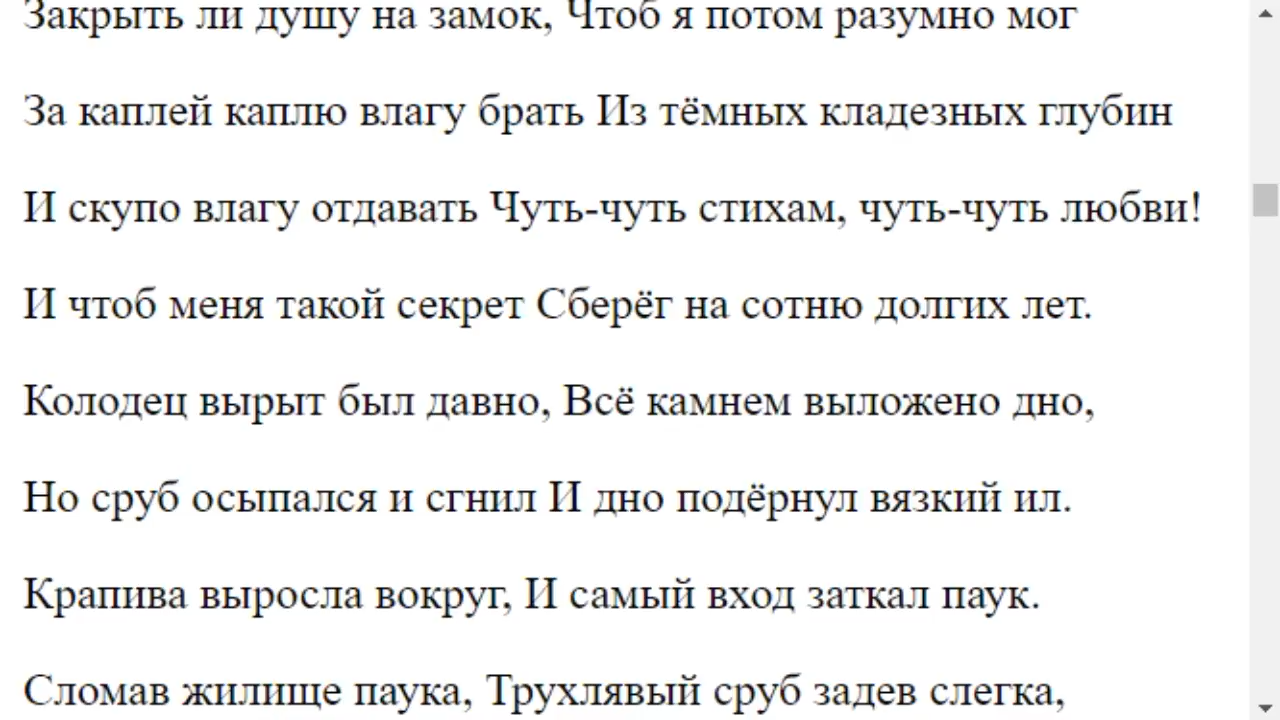 Закрыть ли душу на замок, Чтоб я потом разумно мог
За каплей каплю влагу брать Из тёмных кладезных глубин
И скупо влагу отдавать Чуть-чуть стихам, чуть-чуть любви!
И чтоб меня такой секрет Сберёг на сотню долгих лет.
Колодец вырыт был давно, Всё камнем выложено дно,
Но сруб осыпался и сгнил И дно подёрнул вязкий ил.
Крапива выросла вокруг, И самый вход заткал паук.
Сломав жилище паука, Трухлявый сруб задев слегка,